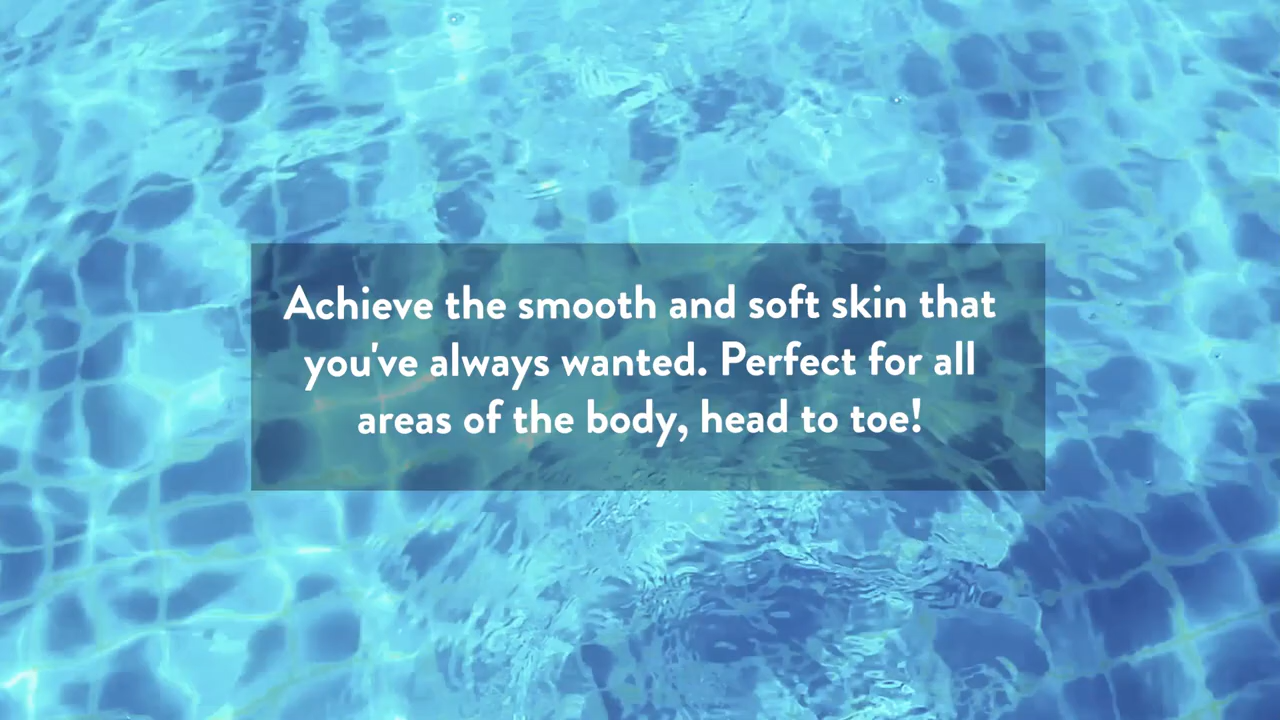 Achieve the smooth and soft skin that
you've always wanted. Perfect for all
areas of the body, head to toe!